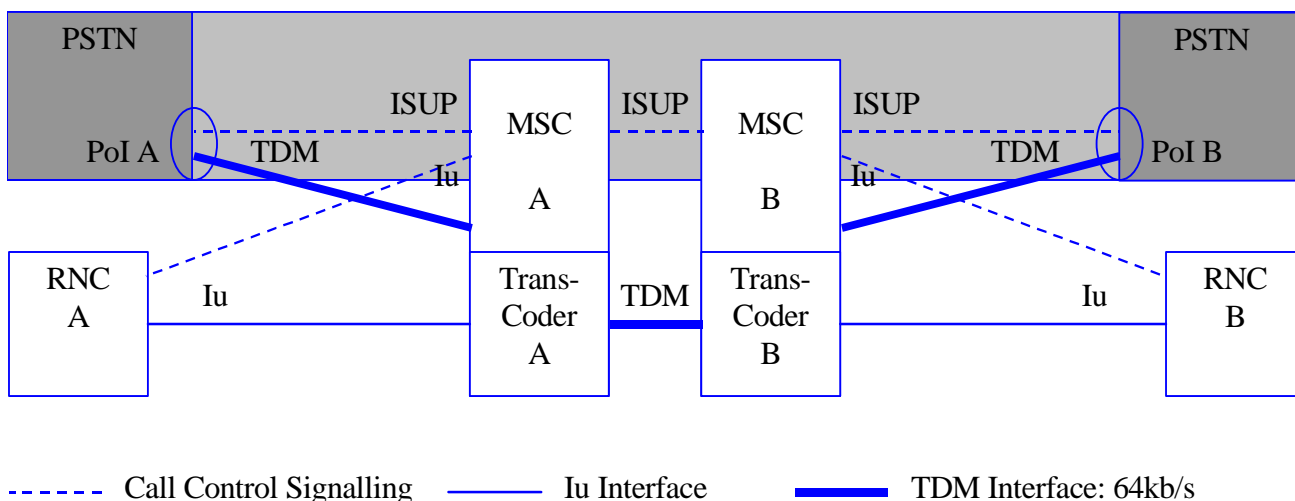 PSTN
PSTN
ISUP
MSC
A
ISUP
MSC
B
ISUP
PoI A
TDM
Iu
Iu
TDM
PoI B
RNC
A
Iu
Trans-
Coder
A
TDM
Trans-
Coder
B
Iu
RNC
B
Call Control Signalling
Iu Interface
TDM Interface: 64kb/s